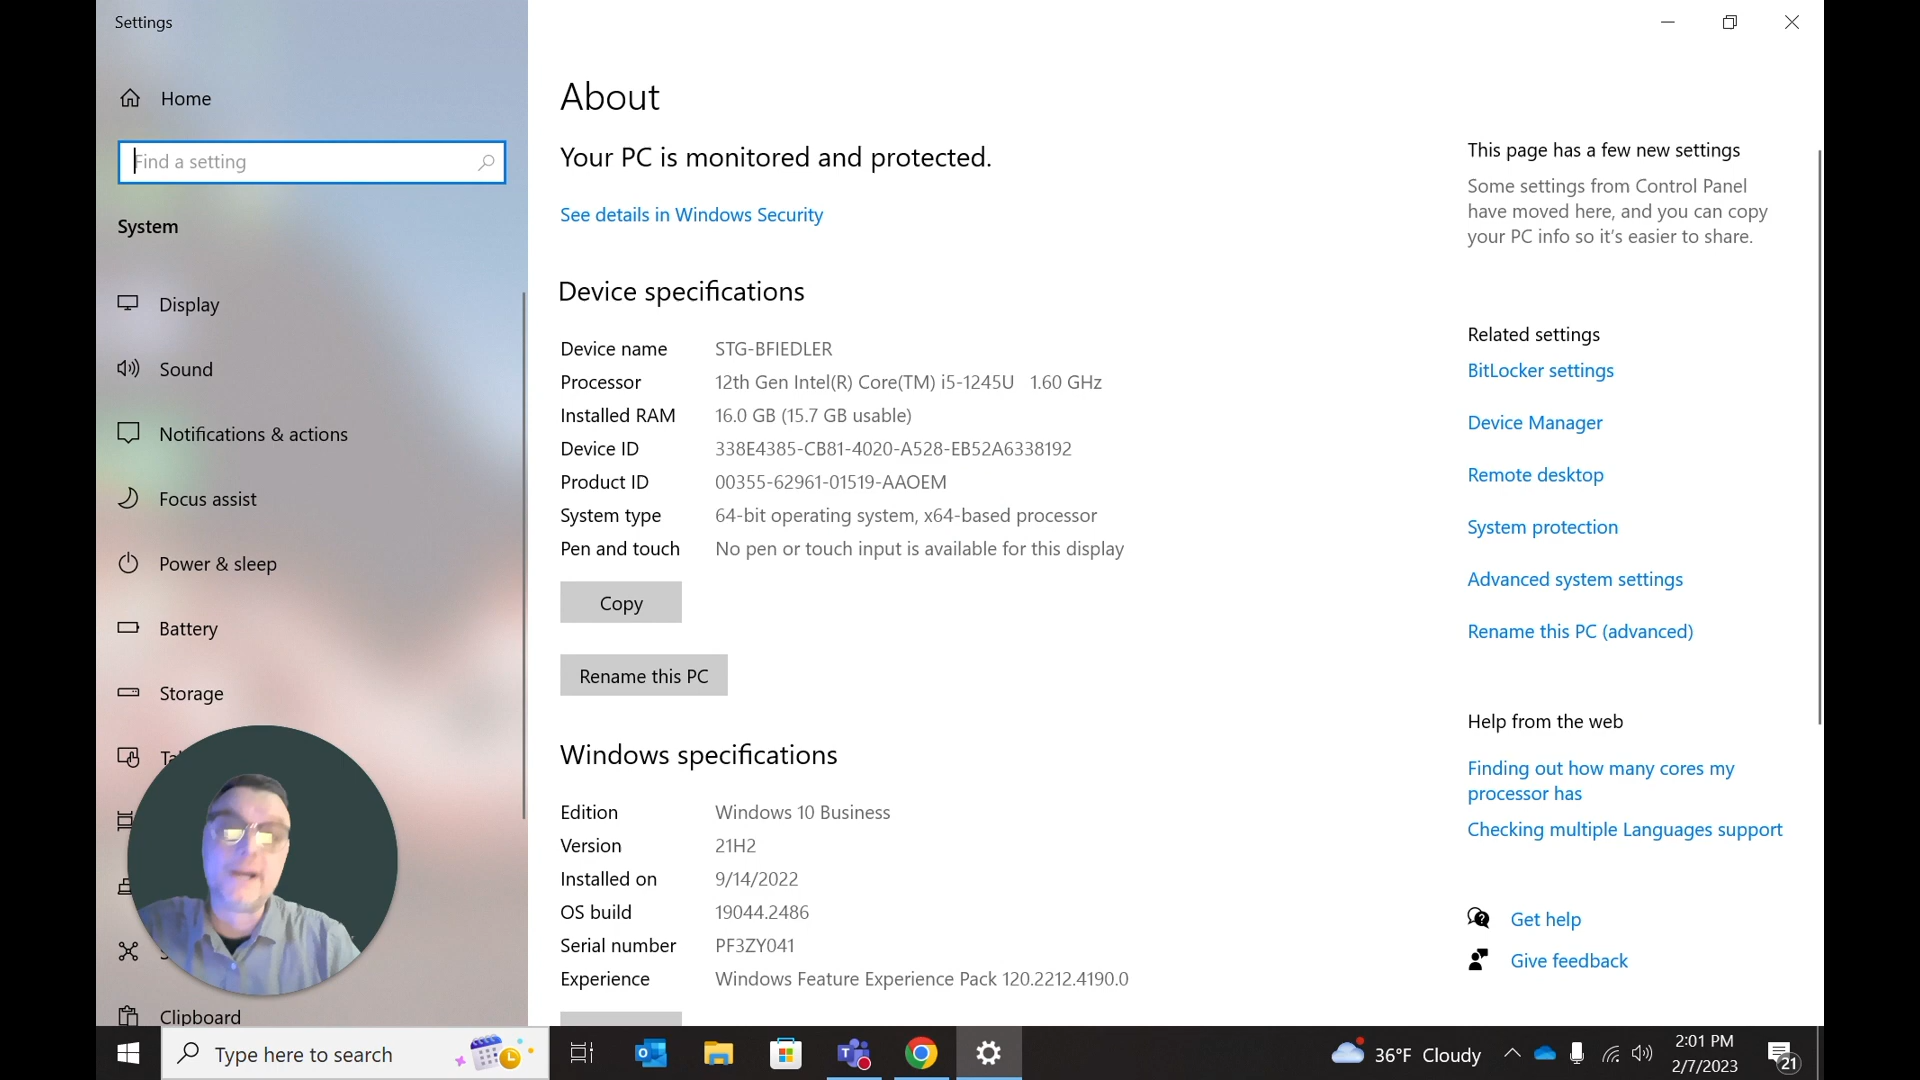 Settings
Home
Find a setting
System
Display
Sound
Notifications & actions
Focus assist
Power & sleep
Battery
Storage
Clipboard
About
Your PC is monitored and protected.
See details in Windows Security
Device specifications
Device name STG-BFIEDLER
Processor 12th Gen Intel(R) Core(TM) i5-1245U 1.60 GHz
Installed RAM 16.0 GB (15.7 GB usable)
Device ID 338E4385-CB81-4020-A528-EB52A6338192
Product ID 00355-62961-01519-AAOEM
System type 64-bit operating system, x64-based processor
Pen and touch No pen or touch input is available for this display
Copy
Rename this PC
Windows specifications
Edition Windows 10 Business
Version 21H2
Installed on 9/14/2022
OS build 19044.2486
Serial number PF3ZY041
Experience Windows Feature Experience Pack 120.2212.4190.0
This page has a few new settings
Some settings from Control Panel
have moved here, and you can copy
your PC info so it's easier to share.
Related settings
BitLocker settings
Device Manager
Remote desktop
System protection
Advanced system settings
Rename this PC (advanced)
Help from the web
Finding out how many cores my
processor has
Checking multiple Languages support
Get help
Give feedback
Type here to search
36°F Cloudy
2:01 PM
2/7/2023
21